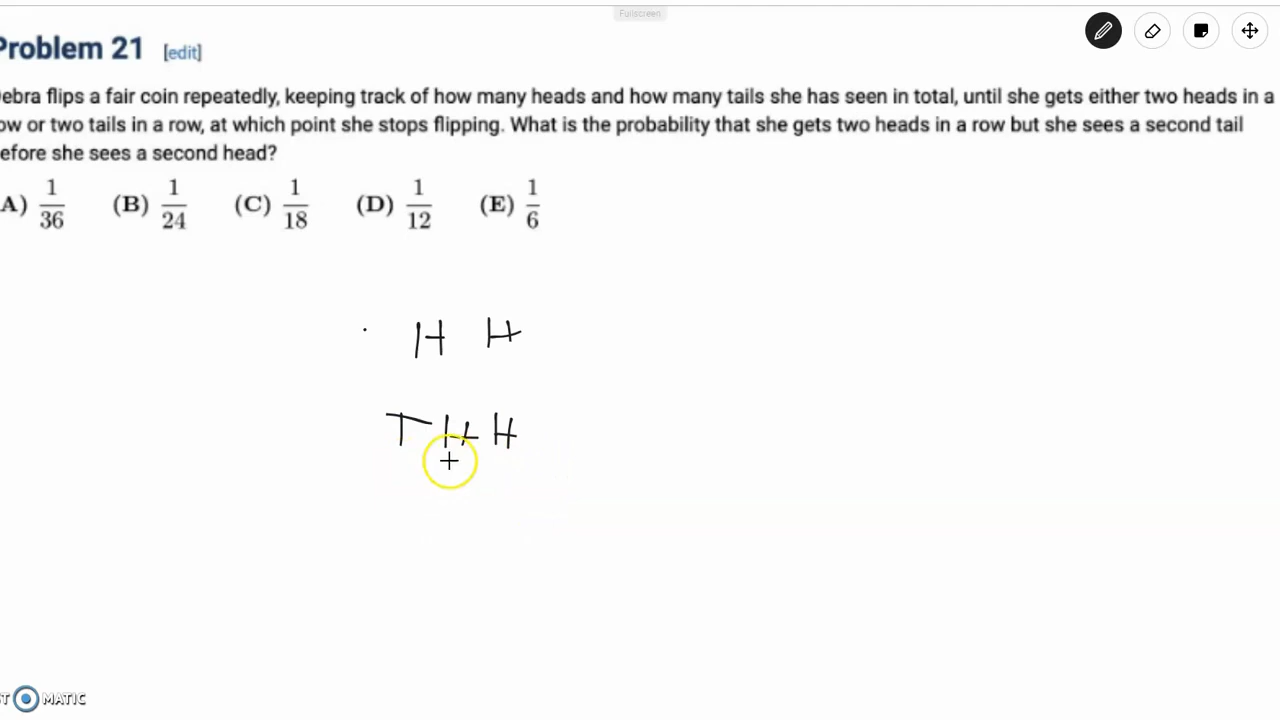 Fullscreen
Problem 21 [edit]
ebra flips a fair coin repeatedly, keeping track of how many heads and how many tails she has seen in total, until she gets either two heads in a
ow or two tails in a row, at which point she stops flipping. What is the probability that she gets two heads in a row but she sees a second tail
efore she sees a second head?
A) 1/36 (B) 1/24 (C) 1/18 (D) 1/12 (E) 1/6
H H
T H H
ST MATIC